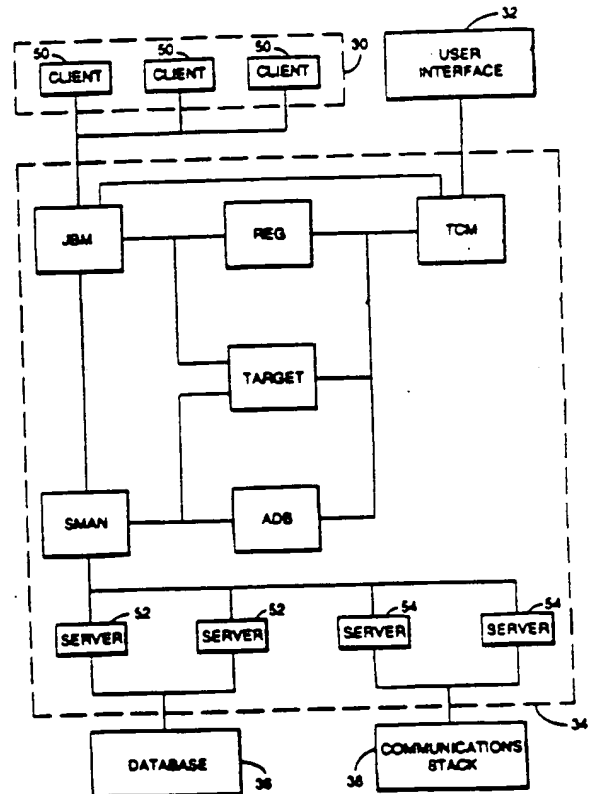 50 50 50 30 32
CLIENT CLIENT CLIENT
USER
INTERFACE
JBM REG TCM
TARGET
SMAN ADB
52 52 54 54
SERVER SERVER SERVER SERVER
34
DATABASE 36
38 COMMUNICATION'S
STACK